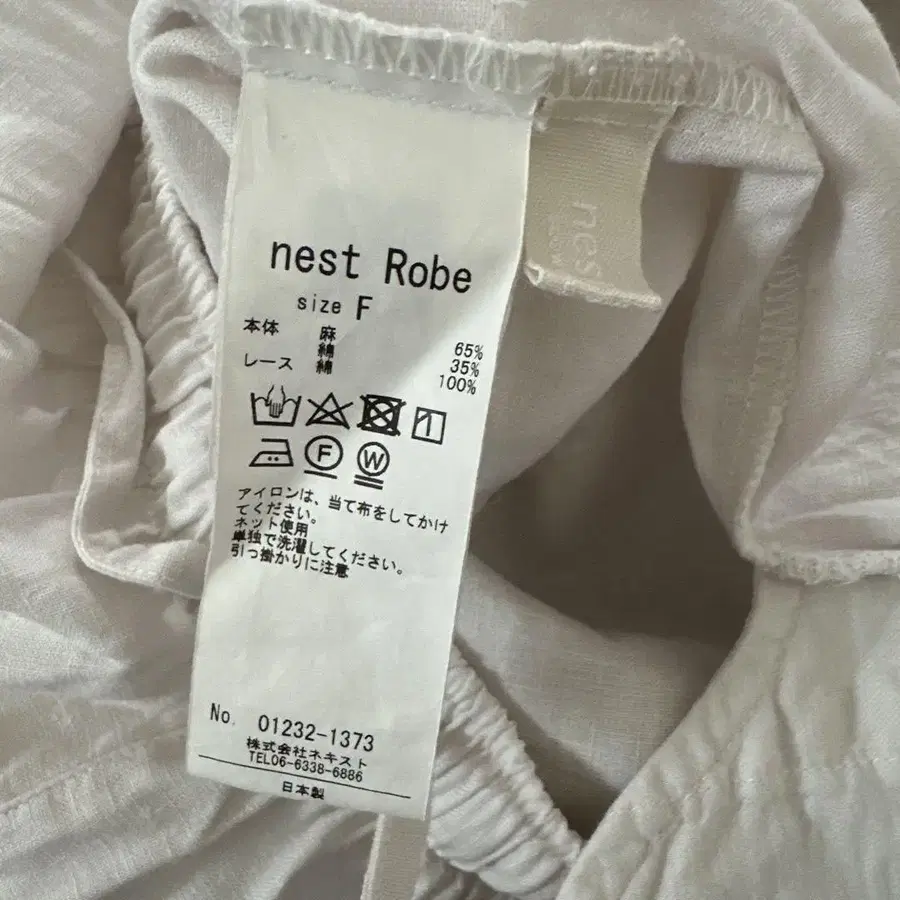 nest Robe
size F
本体 麻 65%
綿 35%
レース 綿 100%
F W
アイロンは、当て布をしてかけ
てください。
ネット使用
単独で洗濯してください。
引っ掛かりに注意
No. 01232-1373
株式会社ネキスト
TEL06-6338-6886
日本製
nes